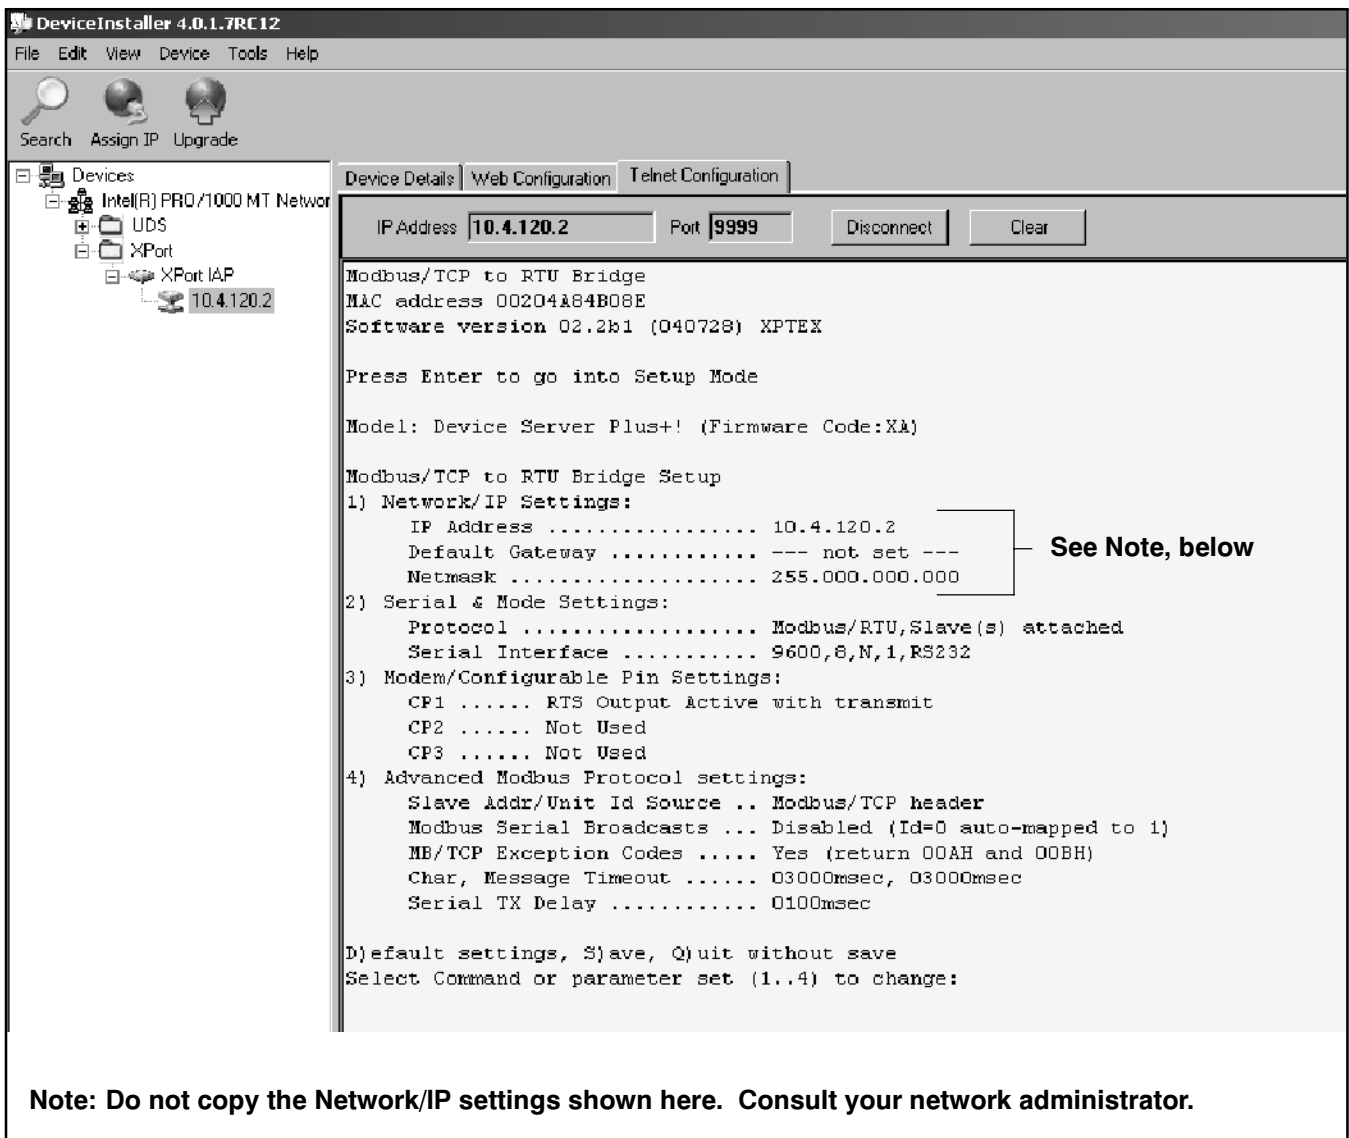 DeviceInstaller 4.0.1.7RC12
File Edit View Device Tools Help
Search Assign IP Upgrade
Devices
Intel(R) PRO/1000 MT Networ
UDS
XPort
XPort IAP
10.4.120.2
Device Details Web Configuration Telnet Configuration
IP Address 10.4.120.2 Port 9999 Disconnect Clear
Modbus/TCP to RTU Bridge
MAC address 00204A84B08E
Software version 02.2b1 (040728) XPTEX
Press Enter to go into Setup Mode
Model: Device Server Plus+! (Firmware Code:XA)
Modbus/TCP to RTU Bridge Setup
1) Network/IP Settings:
IP Address ................. 10.4.120.2
Default Gateway ............ --- not set ---
Netmask .................... 255.000.000.000
See Note, below
2) Serial & Mode Settings:
Protocol ................... Modbus/RTU,Slave(s) attached
Serial Interface ........... 9600,8,N,1,RS232
3) Modem/Configurable Pin Settings:
CP1 ...... RTS Output Active with transmit
CP2 ...... Not Used
CP3 ...... Not Used
4) Advanced Modbus Protocol settings:
Slave Addr/Unit Id Source .. Modbus/TCP header
Modbus Serial Broadcasts ... Disabled (Id=0 auto-mapped to 1)
MB/TCP Exception Codes ..... Yes (return 00AH and 00BH)
Char, Message Timeout ...... 03000msec, 03000msec
Serial TX Delay ............ 0100msec
D)efault settings, S)ave, Q)uit without save
Select Command or parameter set (1..4) to change:
Note: Do not copy the Network/IP settings shown here. Consult your network administrator.